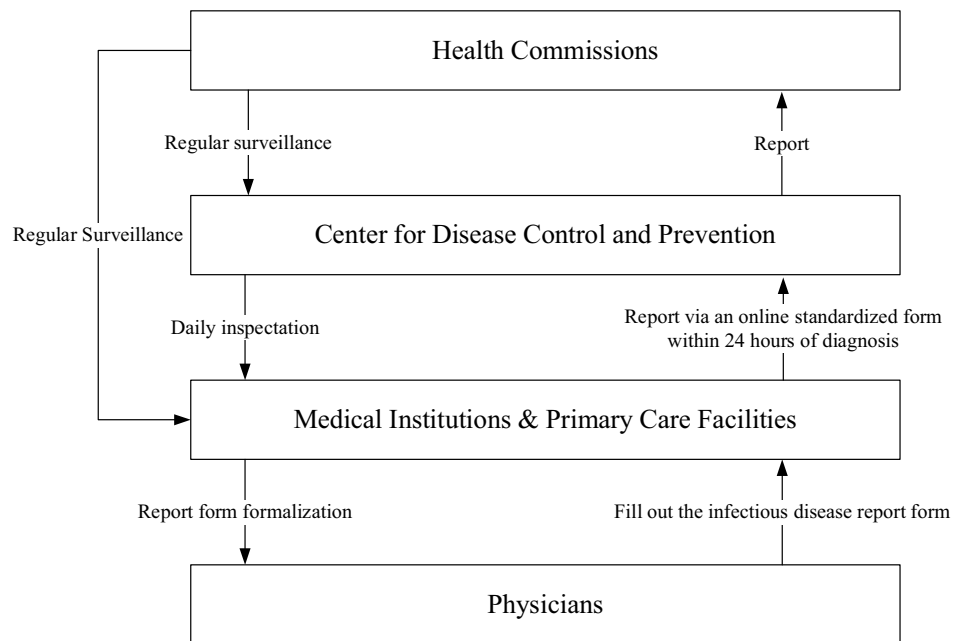 Health Commissions
Regular surveillance
Report
Regular Surveillance
Center for Disease Control and Prevention
Daily inspectation
Report via an online standardized form
within 24 hours of diagnosis
Medical Institutions & Primary Care Facilities
Report form formalization
Fill out the infectious disease report form
Physicians